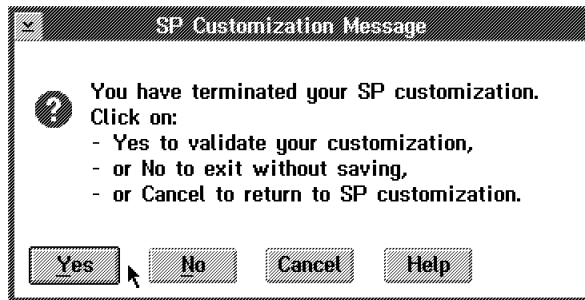 SP Customization Message
You have terminated your SP customization.
Click on:
- Yes to validate your customization,
- or No to exit without saving,
- or Cancel to return to SP customization.
Yes No Cancel Help